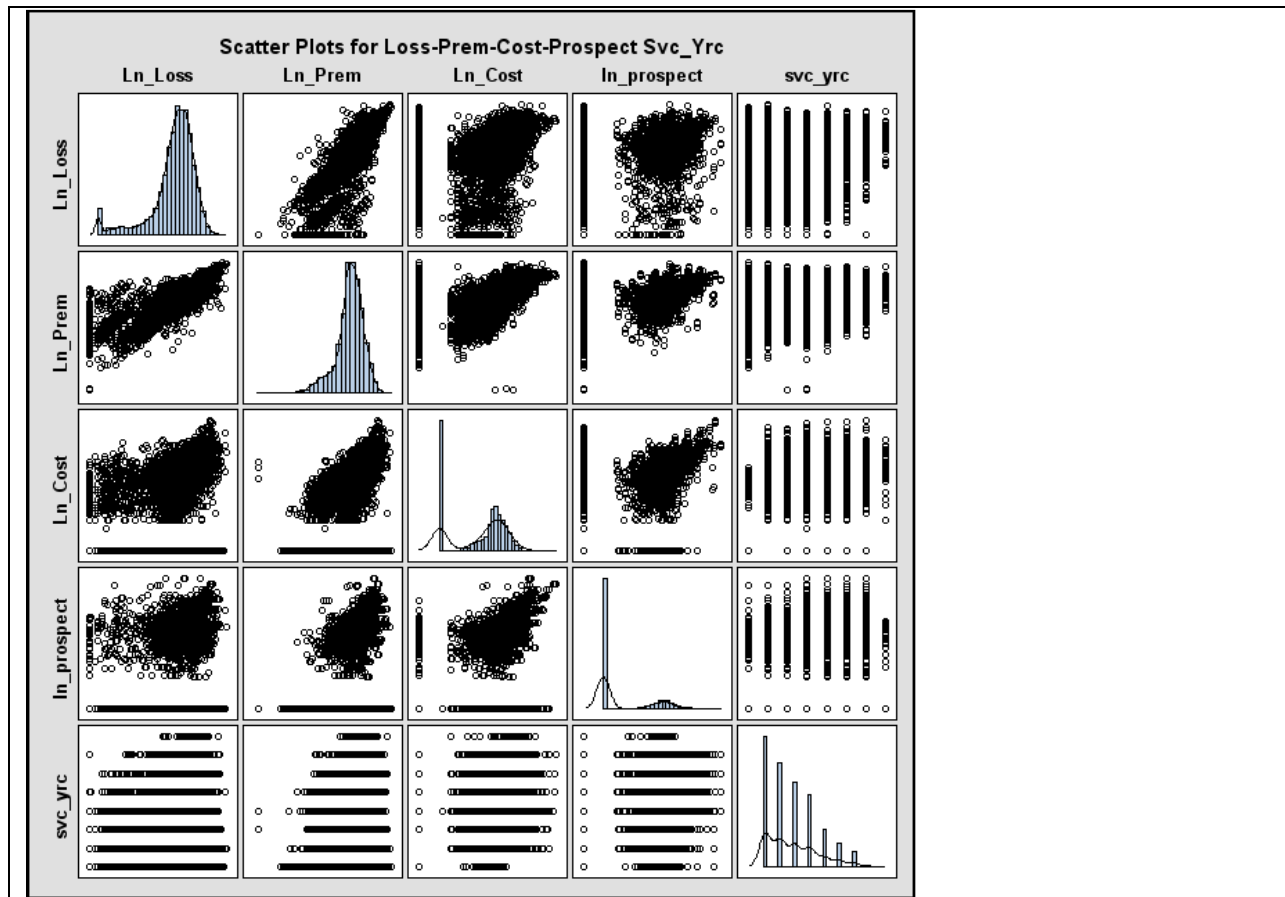 Scatter Plots for Loss-Prem-Cost-Prospect Svc_Yrc
Ln_Loss Ln_Prem Ln_Cost ln_prospect svc_yrc
Ln_Loss
Ln_Prem
Ln_Cost
ln_prospect
svc_yrc